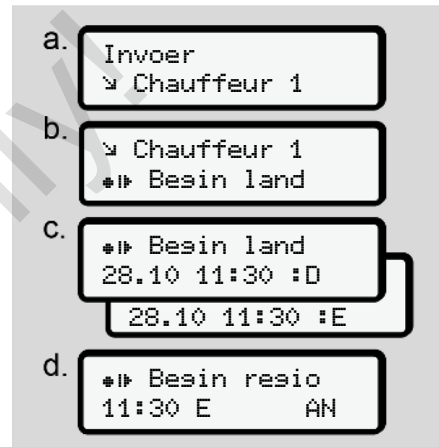 a.
Invoer
↘ Chauffeur 1
b.
↘ Chauffeur 1
Begin land
c.
Begin land
28.10 11:30 :D
28.10 11:30 :E
d.
Begin regio
11:30 E AN